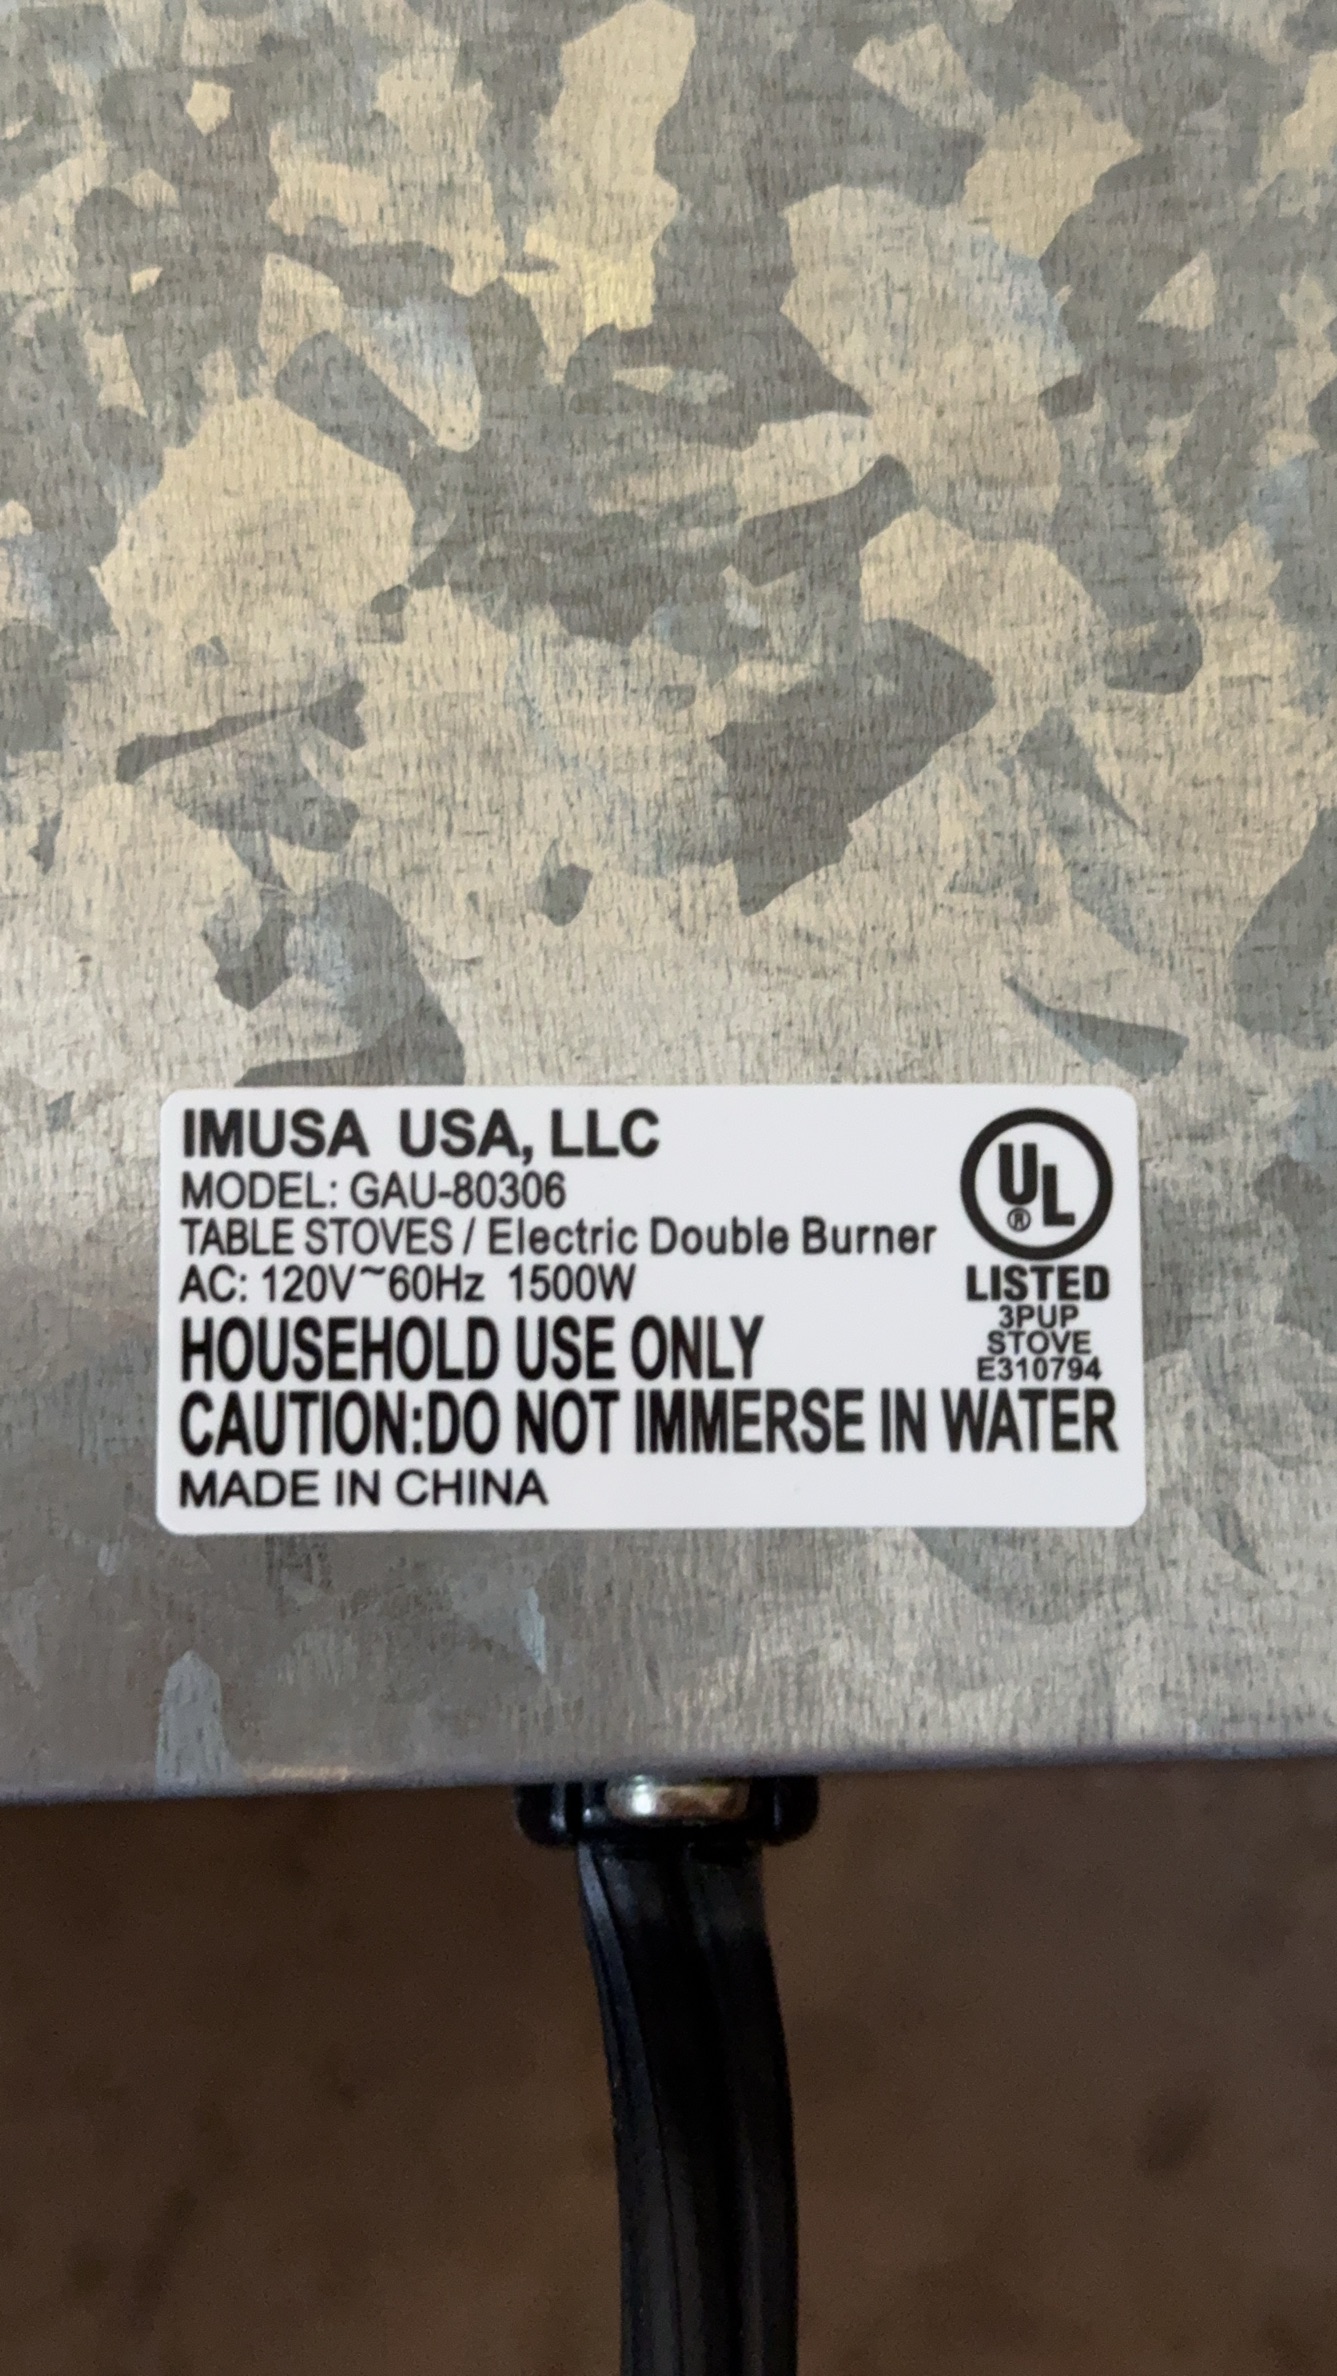 IMUSA USA, LLC
MODEL: GAU-80306
TABLE STOVES / Electric Double Burner
AC: 120V~60Hz 1500W
HOUSEHOLD USE ONLY
CAUTION:DO NOT IMMERSE IN WATER
MADE IN CHINA
UL ®
LISTED
3PUP
STOVE
E310794